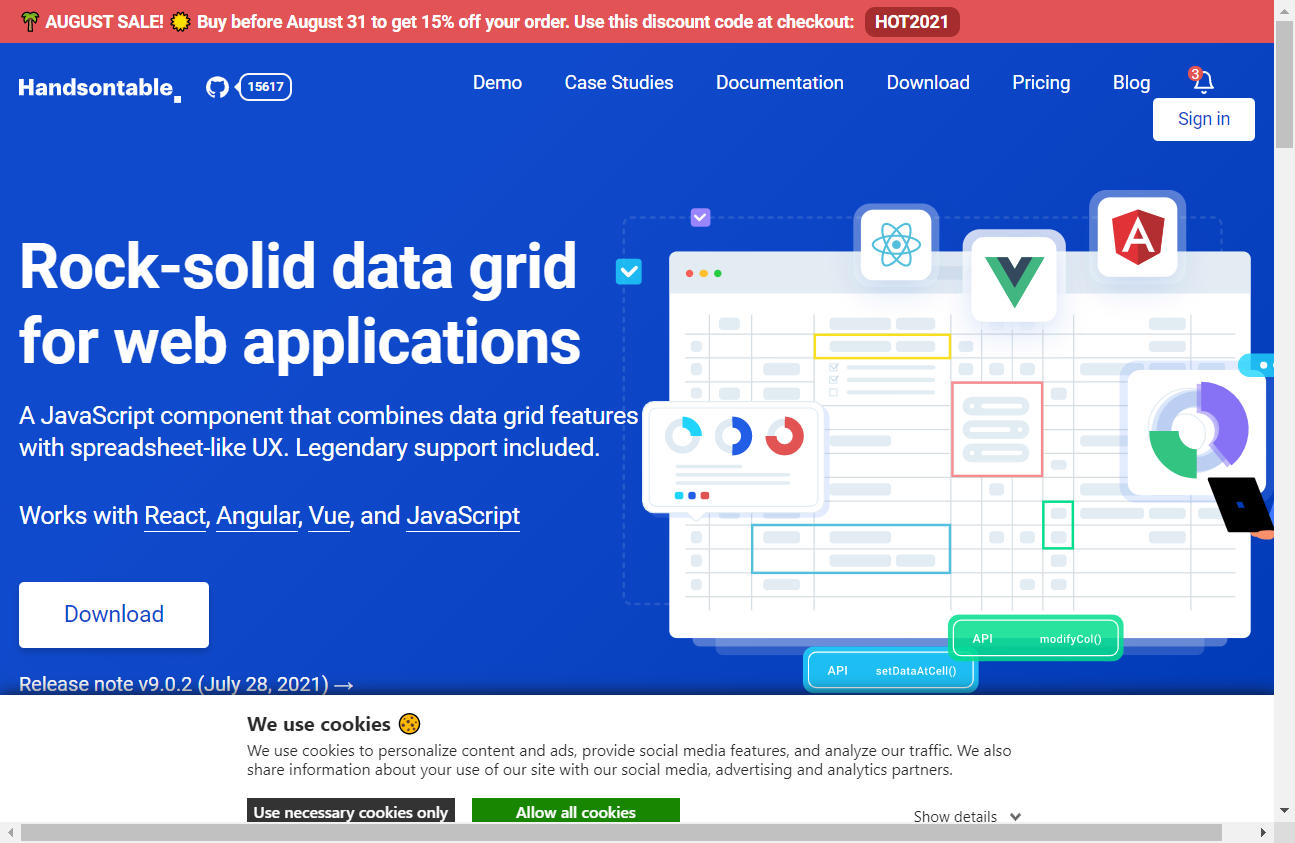 AUGUST SALE! Buy before August 31 to get 15% off your order. Use this discount code at checkout: HOT2021
Handsontable 15617 Demo Case Studies Documentation Download Pricing Blog 3
Sign in
Rock-solid data grid
for web applications
A JavaScript component that combines data grid features
with spreadsheet-like UX. Legendary support included.
Works with React, Angular, Vue, and JavaScript
Download
API modifyCol()
API setDataAtCell()
Release note v9.0.2 (July 28, 2021) →
We use cookies
We use cookies to personalize content and ads, provide social media features, and analyze our traffic. We also
share information about your use of our site with our social media, advertising and analytics partners.
Use necessary cookies only Allow all cookies Show details